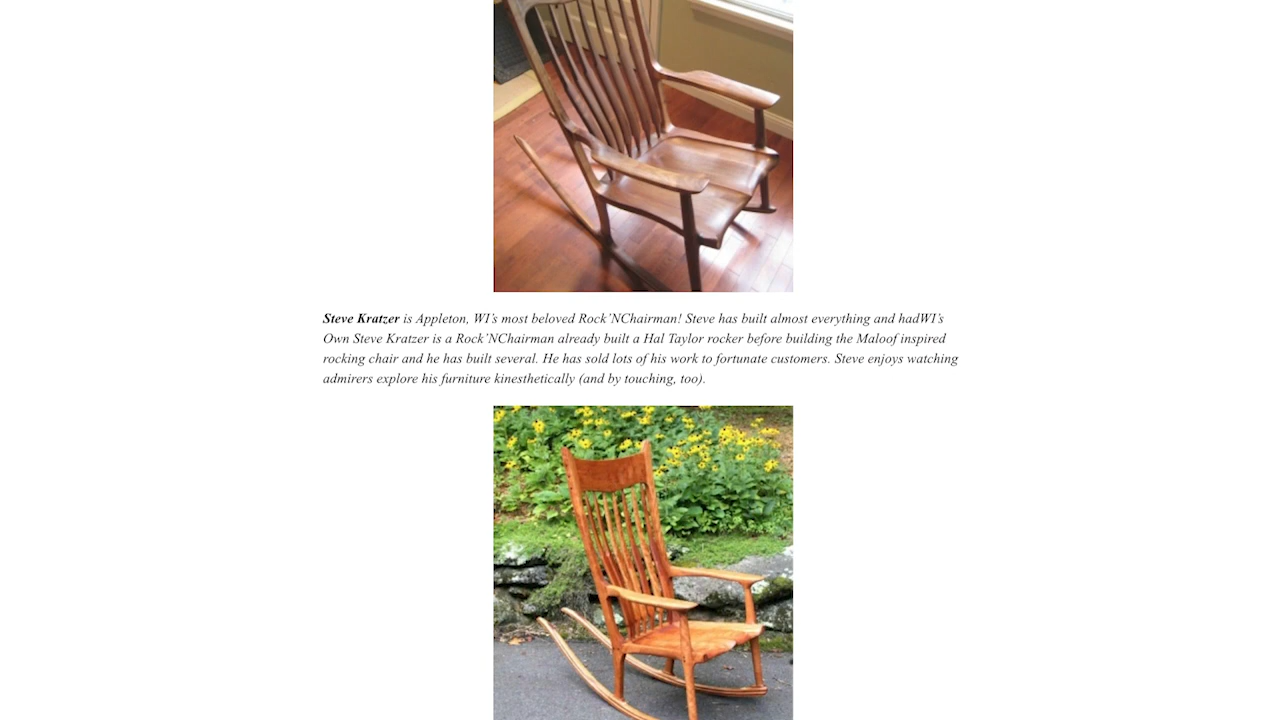 Steve Kratzer is Appleton, WI's most beloved Rock'NChairman! Steve has built almost everything and hadWI's
Own Steve Kratzer is a Rock'NChairman already built a Hal Taylor rocker before building the Maloof inspired
rocking chair and he has built several. He has sold lots of his work to fortunate customers. Steve enjoys watching
admirers explore his furniture kinesthetically (and by touching, too).